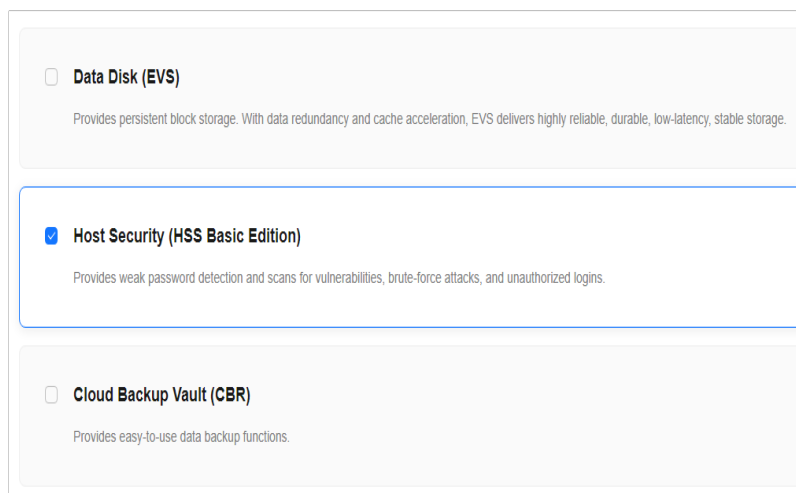 Data Disk (EVS)
Provides persistent block storage. With data redundancy and cache acceleration, EVS delivers highly reliable, durable, low-latency, stable storage.
Host Security (HSS Basic Edition)
Provides weak password detection and scans for vulnerabilities, brute-force attacks, and unauthorized logins.
Cloud Backup Vault (CBR)
Provides easy-to-use data backup functions.